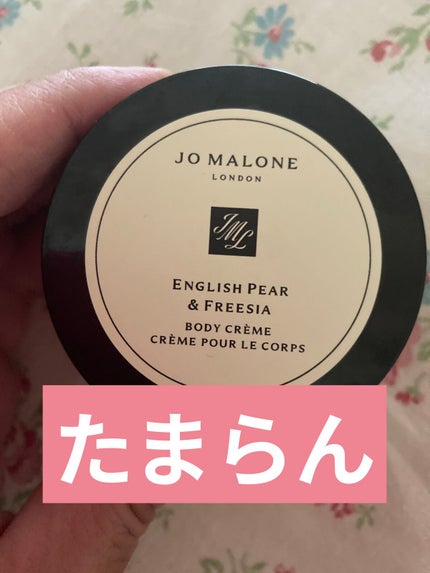 JO MALONE
LONDON
JML
ENGLISH PEAR
& FREESIA
BODY CRÈME
CRÈME POUR LE CORPS
たまらん